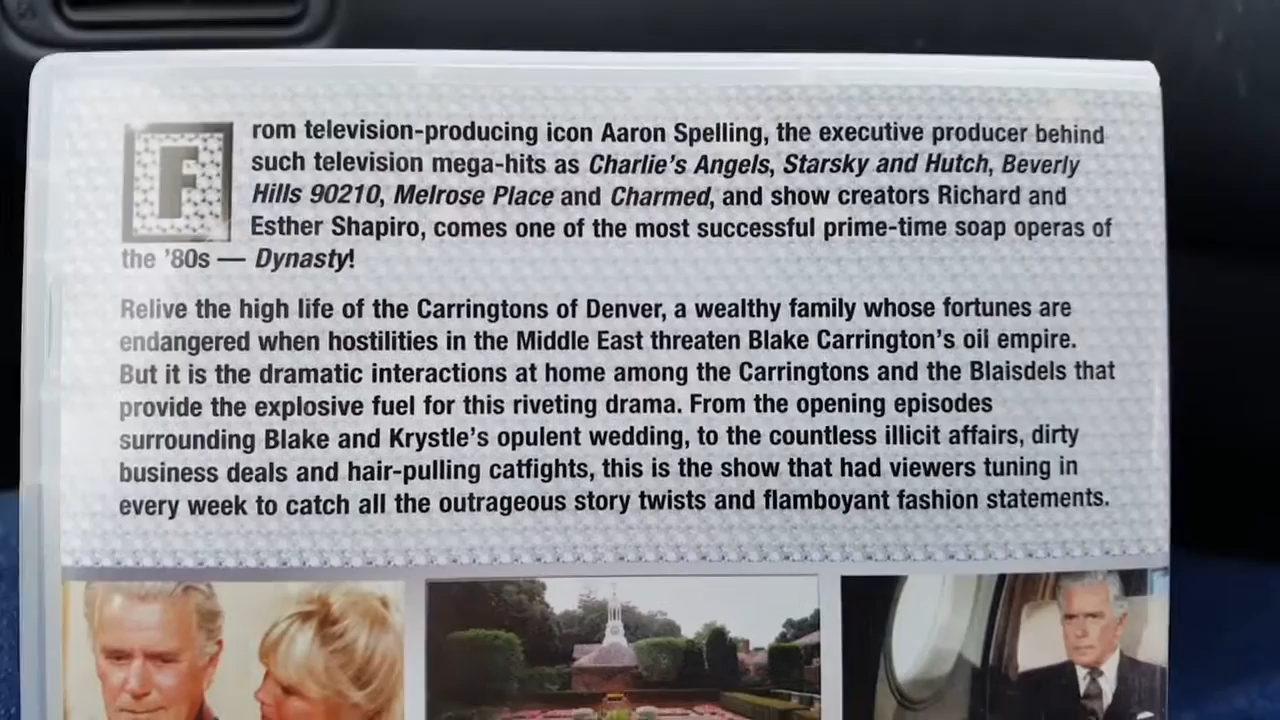 From television-producing icon Aaron Spelling, the executive producer behind
such television mega-hits as Charlie's Angels, Starsky and Hutch, Beverly
Hills 90210, Melrose Place and Charmed, and show creators Richard and
Esther Shapiro, comes one of the most successful prime-time soap operas of
the '80s — Dynasty!
Relive the high life of the Carringtons of Denver, a wealthy family whose fortunes are
endangered when hostilities in the Middle East threaten Blake Carrington's oil empire.
But it is the dramatic interactions at home among the Carringtons and the Blaisdels that
provide the explosive fuel for this riveting drama. From the opening episodes
surrounding Blake and Krystle's opulent wedding, to the countless illicit affairs, dirty
business deals and hair-pulling catfights, this is the show that had viewers tuning in
every week to catch all the outrageous story twists and flamboyant fashion statements.